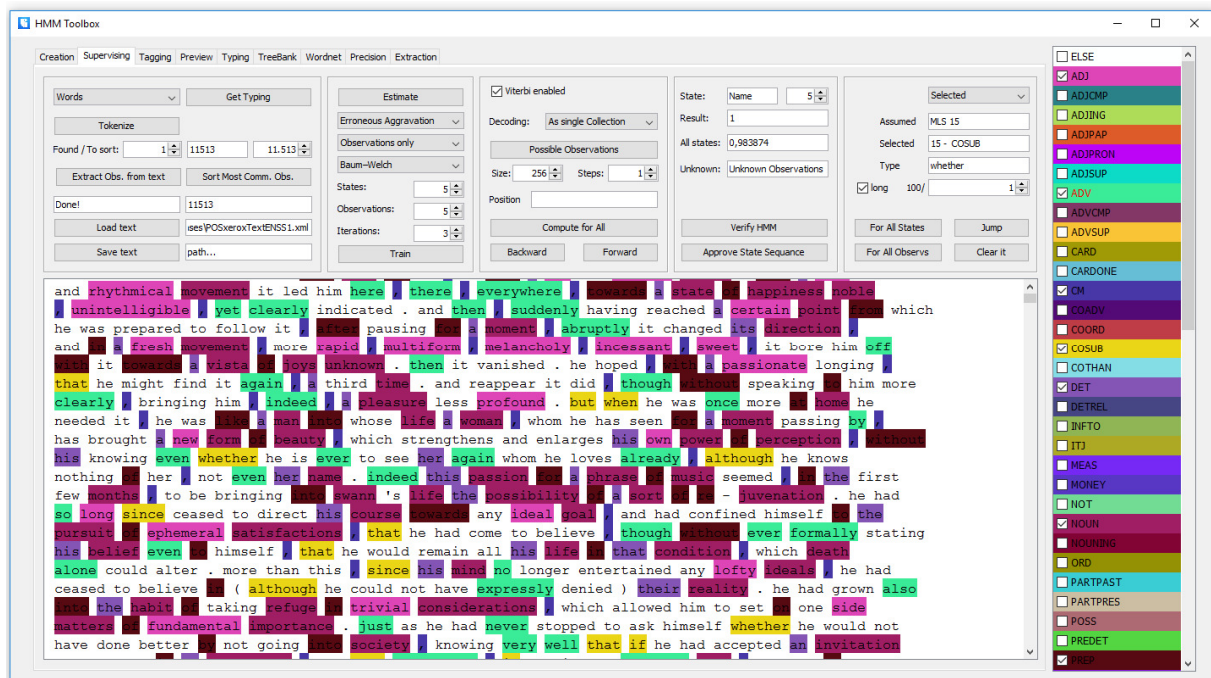 HMM Toolbox
Creation Supervising Tagging Preview Typing TreeBank Wordnet Precision Extraction
Words Get Typing
Tokenize
Found / To sort: 1 11513 11.513
Extract Obs. from text Sort Most Comm. Obs.
Done! 11513
Load text ıses\POSxeroxTextENSS1.xml
Save text path...
Estimate
Erroneous Aggravation
Observations only
Baum-Welch
States: 5
Observations: 5
Iterations: 3
Train
Viterbi enabled
Decoding: As single Collection
Possible Observations
Size: 256 Steps: 1
Position
Compute for All
Backward Forward
State: Name 5
Result: 1
All states: 0,983874
Unknown: Unknown Observations
Verify HMM
Approve State Sequence
Selected
Assumed MLS 15
Selected 15 - COSUB
Type whether
long 100/ 1
For All States Jump
For All Observs Clear it
and rhythmical movement it led him here , there , everywhere , towards a state of happiness noble
, unintelligible , yet clearly indicated . and then , suddenly having reached a certain point from which
he was prepared to follow it , after pausing for a moment , abruptly it changed its direction ,
and in a fresh movement , more rapid , multiform , melancholy , incessant , sweet , it bore him off
with it towards a vista of joys unknown . then it vanished . he hoped , with a passionate longing ,
that he might find it again , a third time . and reappear it did , though without speaking to him more
clearly , bringing him , indeed , a pleasure less profound . but when he was once more at home he
needed it , he was like a man into whose life a woman , whom he has seen for a moment passing by ,
has brought a new form of beauty , which strengthens and enlarges his own power of perception , without
his knowing even whether he is ever to see her again whom he loves already , although he knows
nothing of her , not even her name . indeed this passion for a phrase of music seemed , in the first
few months , to be bringing into swann 's life the possibility of a sort of re - juvenation . he had
so long since ceased to direct his course towards any ideal goal , and had confined himself to the
pursuit of ephemeral satisfactions , that he had come to believe , though without ever formally stating
his belief even to himself , that he would remain all his life in that condition , which death
alone could alter . more than this , since his mind no longer entertained any lofty ideals , he had
ceased to believe in ( although he could not have expressly denied ) their reality . he had grown also
into the habit of taking refuge in trivial considerations , which allowed him to set on one side
matters of fundamental importance . just as he had never stopped to ask himself whether he would not
have done better by not going into society , knowing very well that if he had accepted an invitation
ELSE
ADJ
ADJCMP
ADJING
ADJPAP
ADJPRON
ADJSUP
ADV
ADVCMP
ADVSUP
CARD
CARDONE
CM
COADV
COORD
COSUB
COTHAN
DET
DETREL
INFTO
ITJ
MEAS
MONEY
NOT
NOUN
NOUNING
ORD
PARTPAST
PARTPRES
POSS
PREDET
PREP